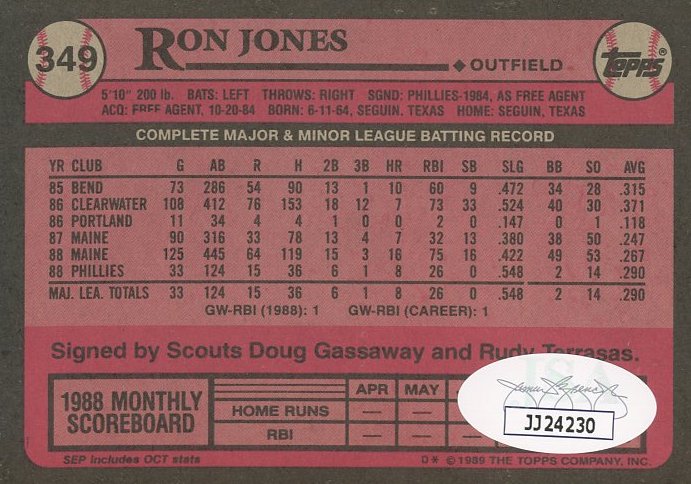 349 RON JONES Topps
◆ OUTFIELD
5'10" 200 lb. BATS: LEFT THROWS: RIGHT SGND: PHILLIES-1984, AS FREE AGENT
ACQ: FREE AGENT, 10-20-84 BORN: 6-11-64, SEGUIN, TEXAS HOME: SEGUIN, TEXAS
COMPLETE MAJOR & MINOR LEAGUE BATTING RECORD
YR CLUB G AB R H 2B 3B HR RBI SB SLG BB SO AVG
85 BEND 73 286 54 90 13 1 10 60 9 .472 34 28 .315
86 CLEARWATER 108 412 76 153 18 12 7 73 33 .524 40 30 .371
86 PORTLAND 11 34 4 4 1 0 0 2 0 .147 0 1 .118
87 MAINE 90 316 33 78 13 4 7 32 13 .380 38 50 .247
88 MAINE 125 445 64 119 13 4 16 75 16 .422 49 53 .267
88 PHILLIES 33 124 15 36 6 1 8 26 0 .548 2 14 .290
MAJ. LEA. TOTALS 33 124 15 36 6 1 8 26 0 .548 2 14 .290
GW-RBI (1988): 1 GW-RBI (CAREER): 1
Signed by Scouts Doug Gassaway and Rudy Terrasas.
1988 MONTHLY
SCOREBOARD
APR MAY
HOME RUNS — —
RBI — —
JJ24230
SEP includes OCT stats
D* © 1989 THE TOPPS COMPANY, INC.